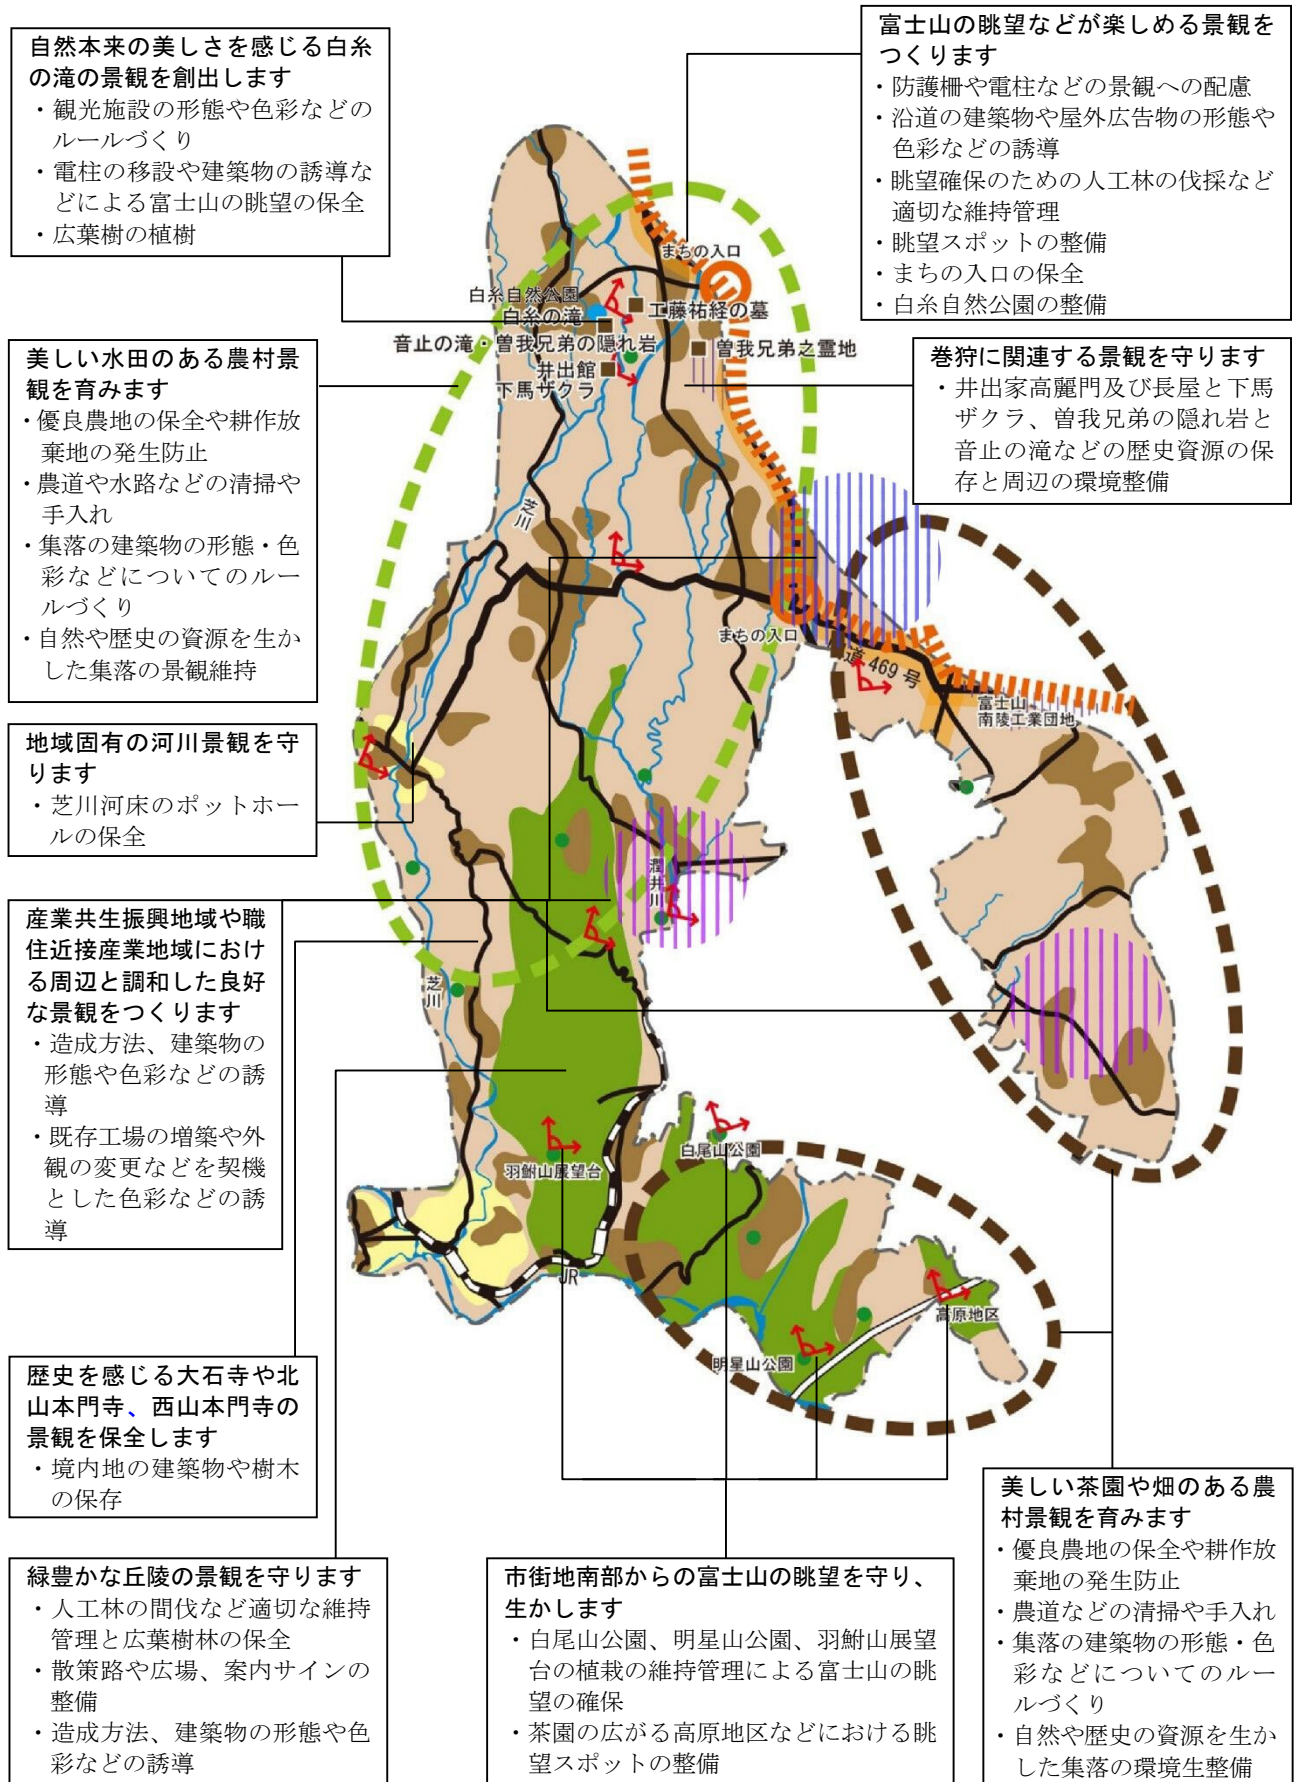 自然本来の美しさを感じる白糸
の滝の景観を創出します
・観光施設の形態や色彩などの
ルールづくり
・電柱の移設や建築物の誘導な
どによる富士山の眺望の保全
・広葉樹の植樹
富士山の眺望などが楽しめる景観を
つくります
・防護柵や電柱などの景観への配慮
・沿道の建築物や屋外広告物の形態や
色彩などの誘導
・眺望確保のための人工林の伐採など
適切な維持管理
・眺望スポットの整備
・まちの入口の保全
・白糸自然公園の整備
美しい水田のある農村景
観を育みます
・優良農地の保全や耕作放
棄地の発生防止
・農道や水路などの清掃や
手入れ
・集落の建築物の形態・色
彩などについてのルー
ルづくり
・自然や歴史の資源を生か
した集落の景観維持
巻狩に関連する景観を守ります
・井出家高麗門及び長屋と下馬
ザクラ、曽我兄弟の隠れ岩と
音止の滝などの歴史資源の保
存と周辺の環境整備
まちの入口
白糸自然公園
白糸の滝
工藤祐経の墓
音止の滝・曽我兄弟の隠れ岩
曽我兄弟之霊地
井出館
下馬ザクラ
芝川
まちの入口
道469号
富士山
南陵工業団地
地域固有の河川景観を守
ります
・芝川河床のポットホー
ルの保全
潤井川
芝川
産業共生振興地域や職
住近接産業地域におけ
る周辺と調和した良好
な景観をつくります
・造成方法、建築物の
形態や色彩などの誘
導
・既存工場の増築や外
観の変更などを契機
とした色彩などの誘
導
羽鮒山展望台
白尾山公園
JR
高原地区
明星山公園
歴史を感じる大石寺や北
山本門寺、西山本門寺の
景観を保全します
・境内地の建築物や樹木
の保存
緑豊かな丘陵の景観を守ります
・人工林の間伐など適切な維持
管理と広葉樹林の保全
・散策路や広場、案内サインの
整備
・造成方法、建築物の形態や色
彩などの誘導
市街地南部からの富士山の眺望を守り、
生かします
・白尾山公園、明星山公園、羽鮒山展望
台の植栽の維持管理による富士山の眺
望の確保
・茶園の広がる高原地区などにおける眺
望スポットの整備
美しい茶園や畑のある農
村景観を育みます
・優良農地の保全や耕作放
棄地の発生防止
・農道などの清掃や手入れ
・集落の建築物の形態・色
彩などについてのルー
ルづくり
・自然や歴史の資源を生か
した集落の環境生整備